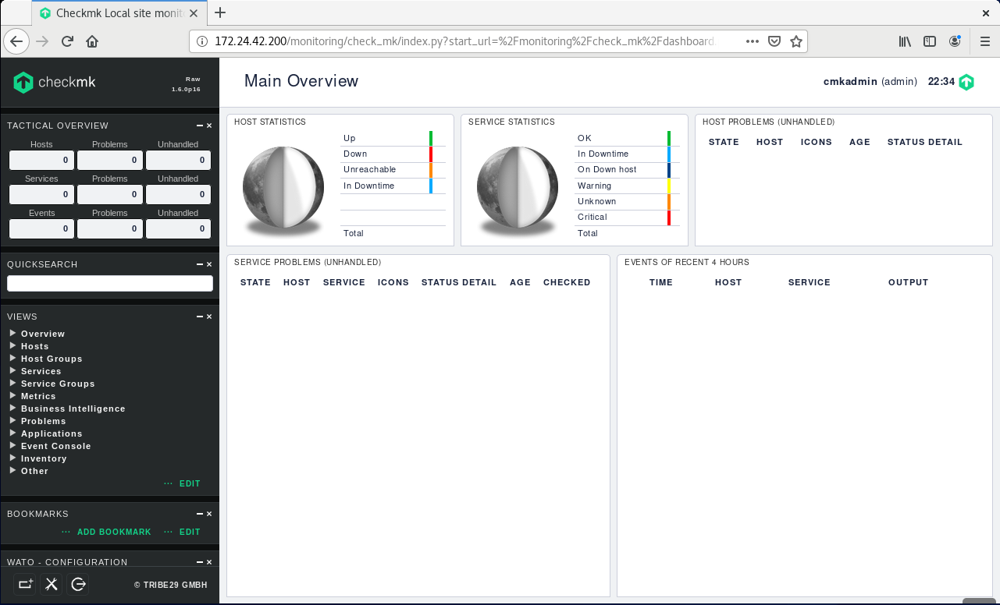 Checkmk Local site monit
172.24.42.200/monitoring/check_mk/index.py?start_url=%2Fmonitoring%2Fcheck_mk%2Fdashboard.
checkmk
Raw
1.6.0p16
Main Overview
cmkadmin (admin) 22:34
TACTICAL OVERVIEW
Hosts Problems Unhandled
0 0 0
Services Problems Unhandled
0 0 0
Events Problems Unhandled
0 0 0
QUICKSEARCH
VIEWS
Overview
Hosts
Host Groups
Services
Service Groups
Metrics
Business Intelligence
Problems
Applications
Event Console
Inventory
Other
EDIT
BOOKMARKS
ADD BOOKMARK EDIT
WATO - CONFIGURATION
© TRIBE29 GMBH
HOST STATISTICS
Up
Down
Unreachable
In Downtime
Total
SERVICE STATISTICS
OK
In Downtime
On Down host
Warning
Unknown
Critical
Total
HOST PROBLEMS (UNHANDLED)
STATE HOST ICONS AGE STATUS DETAIL
SERVICE PROBLEMS (UNHANDLED)
STATE HOST SERVICE ICONS STATUS DETAIL AGE CHECKED
EVENTS OF RECENT 4 HOURS
TIME HOST SERVICE OUTPUT